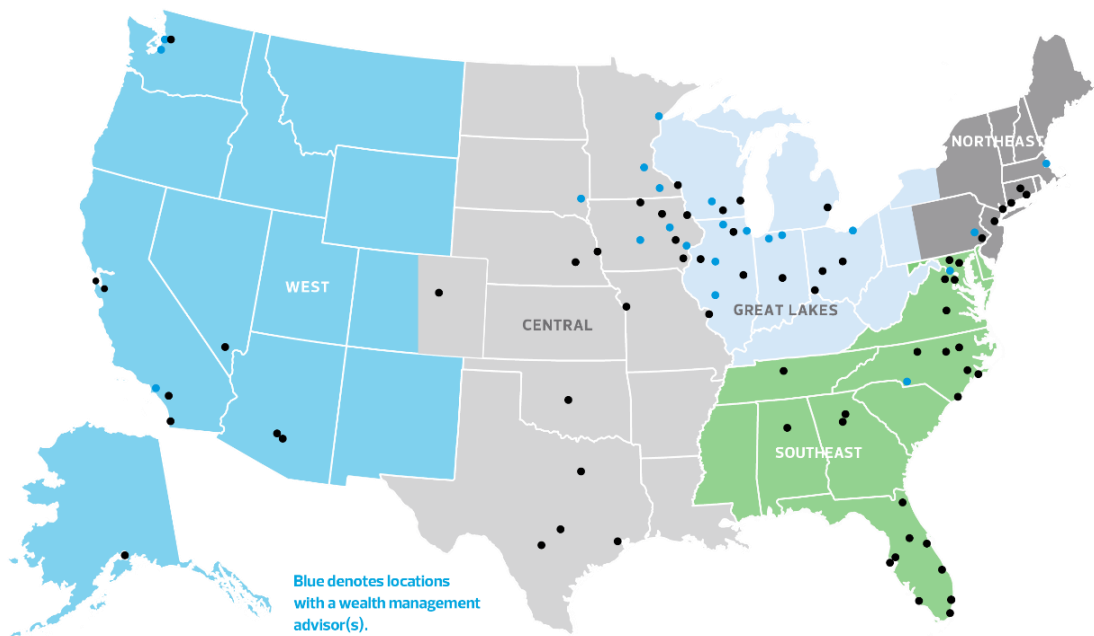 NORTHEAST
WEST
GREAT LAKES
CENTRAL
SOUTHEAST
Blue denotes locations
with a wealth management
advisor(s).